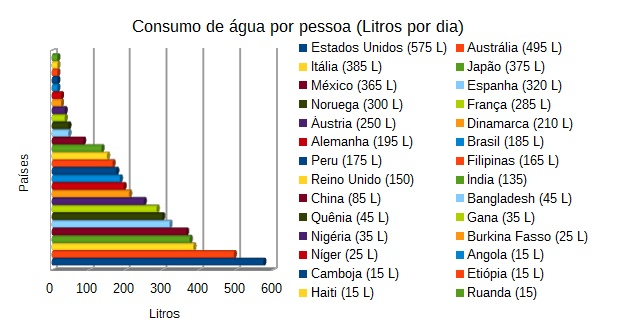 Consumo de água por pessoa (Litros por dia)
Países
0 100 200 300 400 500 600
Litros
Estados Unidos (575 L) Austrália (495 L)
Itália (385 L) Japão (375 L)
México (365 L) Espanha (320 L)
Noruega (300 L) França (285 L)
Áustria (250 L) Dinamarca (210 L)
Alemanha (195 L) Brasil (185 L)
Peru (175 L) Filipinas (165 L)
Reino Unido (150) Índia (135)
China (85 L) Bangladesh (45 L)
Quênia (45 L) Gana (35 L)
Nigéria (35 L) Burkina Fasso (25 L)
Níger (25 L) Angola (15 L)
Camboja (15 L) Etiópia (15 L)
Haiti (15 L) Ruanda (15)